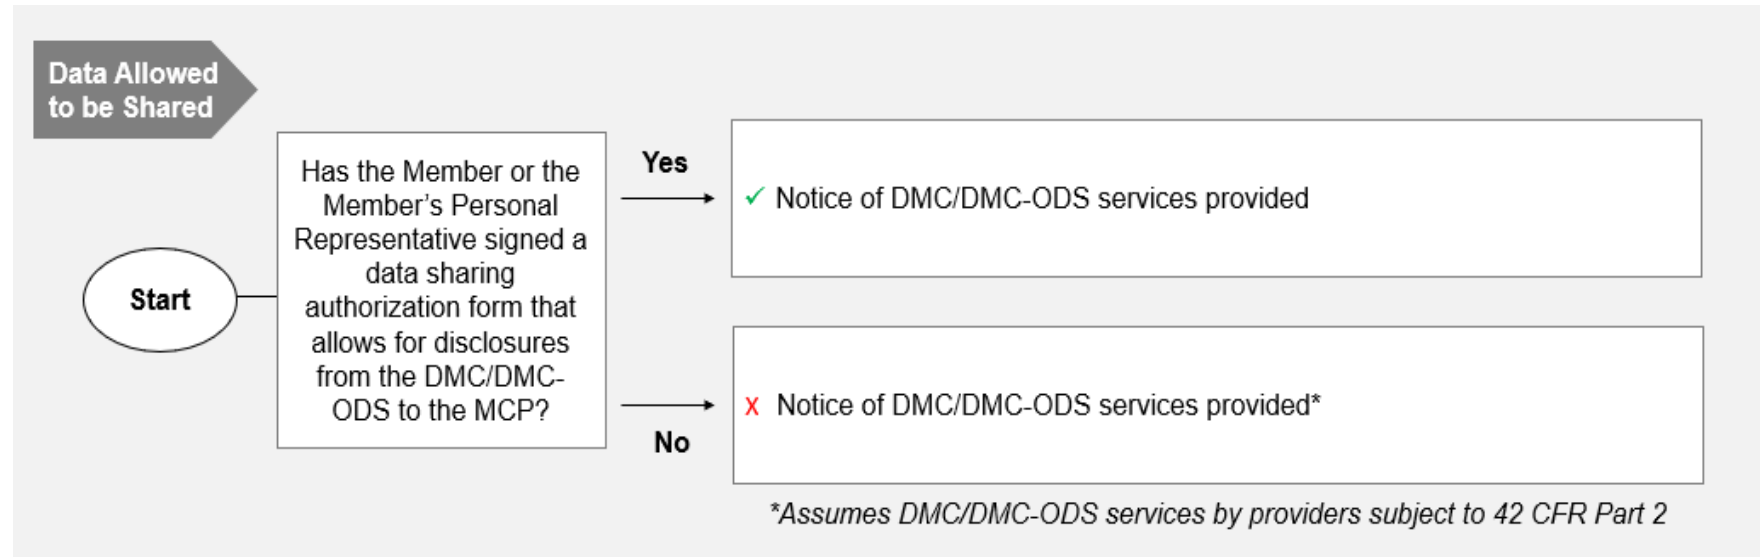 Data Allowed
to be Shared
Start
Has the Member or the
Member’s Personal
Representative signed a
data sharing
authorization form that
allows for disclosures
from the DMC/DMC-
ODS to the MCP?
Yes
✓ Notice of DMC/DMC-ODS services provided
No
x Notice of DMC/DMC-ODS services provided*
*Assumes DMC/DMC-ODS services by providers subject to 42 CFR Part 2